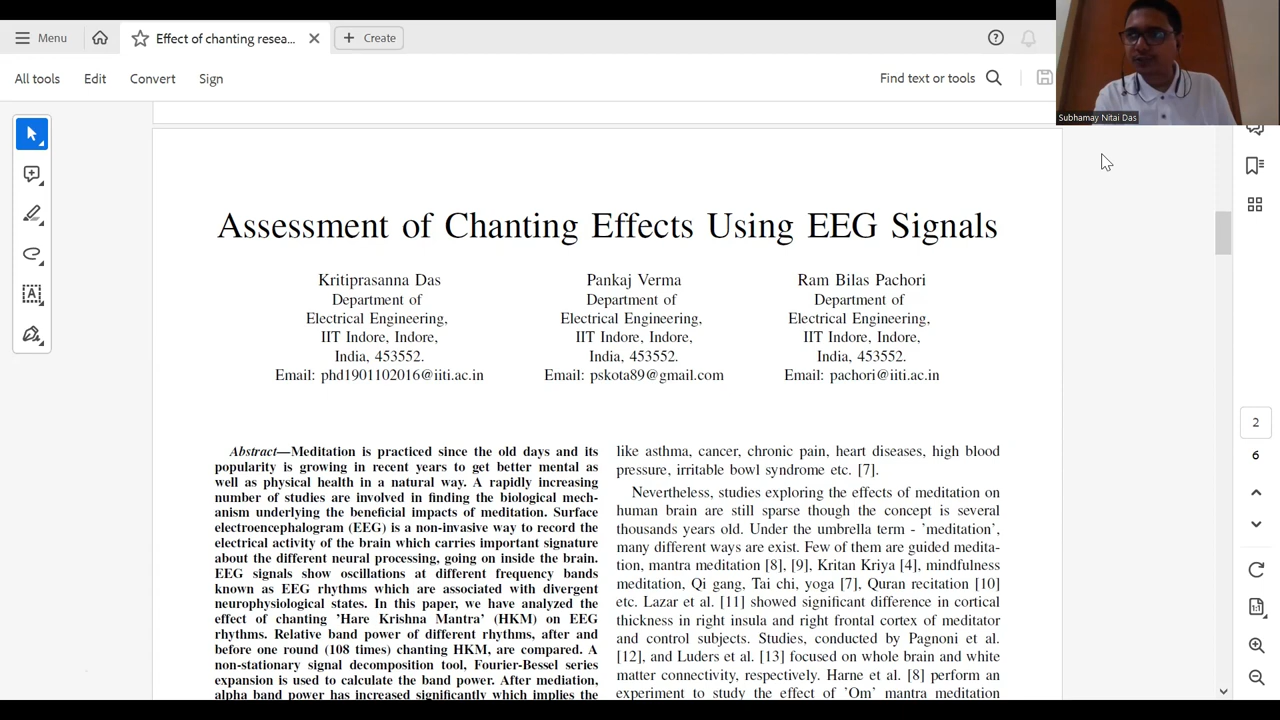 Menu
Effect of chanting resea...
Create
All tools
Edit
Convert
Sign
Find text or tools
Subhamay Nitai Das
Assessment of Chanting Effects Using EEG Signals
Kritiprasanna Das
Department of
Electrical Engineering,
IIT Indore, Indore,
India, 453552.
Email: phd1901102016@iiti.ac.in
Pankaj Verma
Department of
Electrical Engineering,
IIT Indore, Indore,
India, 453552.
Email: pskota89@gmail.com
Ram Bilas Pachori
Department of
Electrical Engineering,
IIT Indore, Indore,
India, 453552.
Email: pachori@iiti.ac.in
Abstract—Meditation is practiced since the old days and its
popularity is growing in recent years to get better mental as
well as physical health in a natural way. A rapidly increasing
number of studies are involved in finding the biological mech-
anism underlying the beneficial impacts of meditation. Surface
electroencephalogram (EEG) is a non-invasive way to record the
electrical activity of the brain which carries important signature
about the different neural processing, going on inside the brain.
EEG signals show oscillations at different frequency bands
known as EEG rhythms which are associated with divergent
neurophysiological states. In this paper, we have analyzed the
effect of chanting 'Hare Krishna Mantra' (HKM) on EEG
rhythms. Relative band power of different rhythms, after and
before one round (108 times) chanting HKM, are compared. A
non-stationary signal decomposition tool, Fourier-Bessel series
expansion is used to calculate the band power. After mediation,
alpha band power has increased significantly which implies the
like asthma, cancer, chronic pain, heart diseases, high blood
pressure, irritable bowl syndrome etc. [7].
Nevertheless, studies exploring the effects of meditation on
human brain are still sparse though the concept is several
thousands years old. Under the umbrella term - 'meditation',
many different ways are exist. Few of them are guided medita-
tion, mantra meditation [8], [9], Kritan Kriya [4], mindfulness
meditation, Qi gang, Tai chi, yoga [7], Quran recitation [10]
etc. Lazar et al. [11] showed significant difference in cortical
thickness in right insula and right frontal cortex of meditator
and control subjects. Studies, conducted by Pagnoni et al.
[12], and Luders et al. [13] focused on whole brain and white
matter connectivity, respectively. Harne et al. [8] perform an
experiment to study the effect of 'Om' mantra meditation
2
6